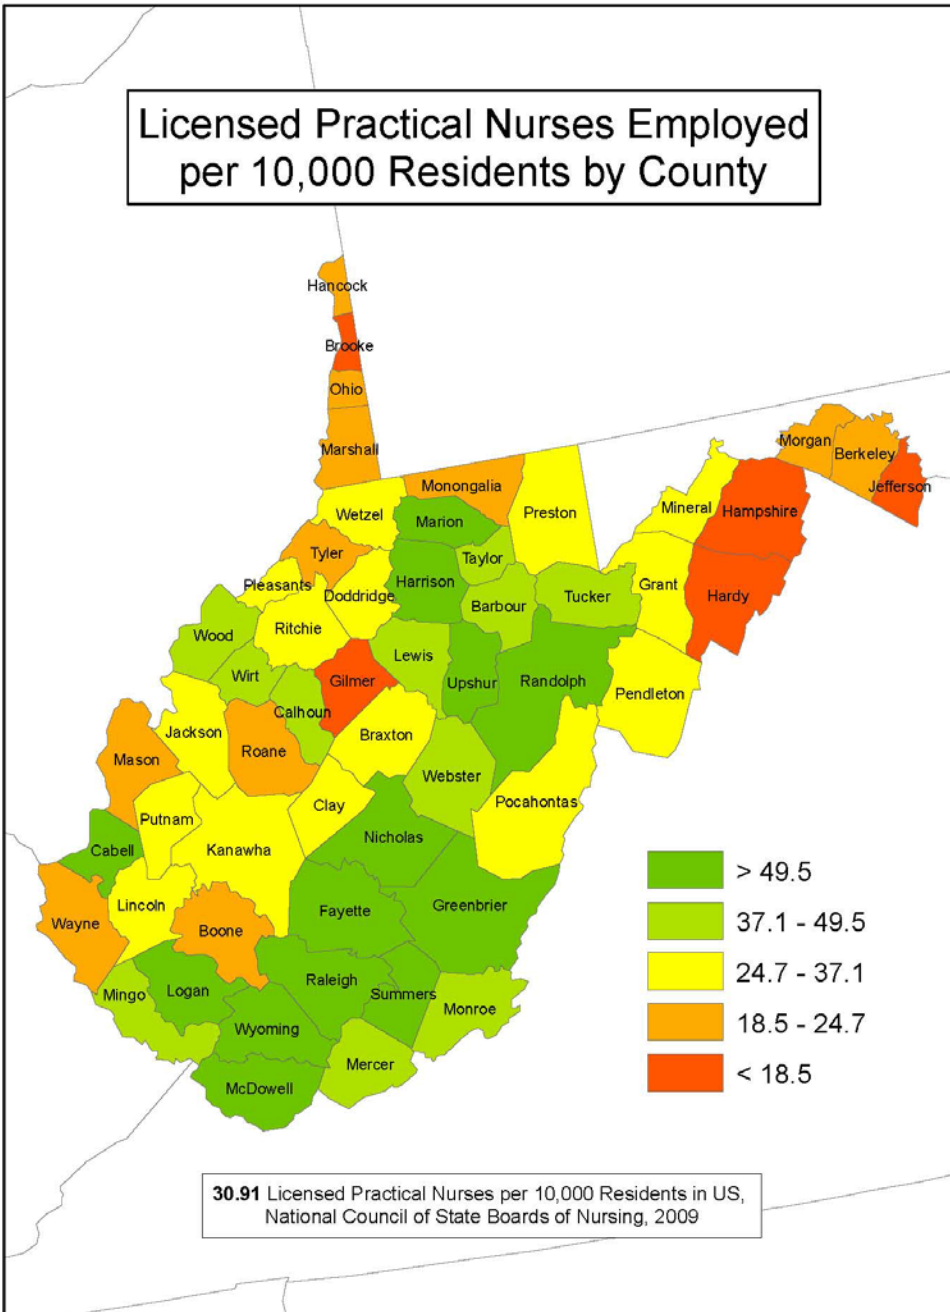 Licensed Practical Nurses Employed
per 10,000 Residents by County
Hancock
Brooke
Ohio
Marshall
Morgan
Berkeley
Jefferson
Monongalia
Wetzel
Marion
Preston
Mineral
Hampshire
Tyler
Taylor
Pleasants
Doddridge
Harrison
Barbour
Tucker
Grant
Hardy
Wood
Ritchie
Lewis
Wirt
Gilmer
Upshur
Randolph
Pendleton
Calhoun
Jackson
Roane
Braxton
Mason
Webster
Pocahontas
Putnam
Clay
Nicholas
Cabell
Kanawha
Lincoln
Fayette
Greenbrier
Wayne
Boone
Raleigh
Logan
Mingo
Summers
Monroe
Wyoming
Mercer
McDowell
> 49.5
37.1 - 49.5
24.7 - 37.1
18.5 - 24.7
< 18.5
30.91 Licensed Practical Nurses per 10,000 Residents in US,
National Council of State Boards of Nursing, 2009